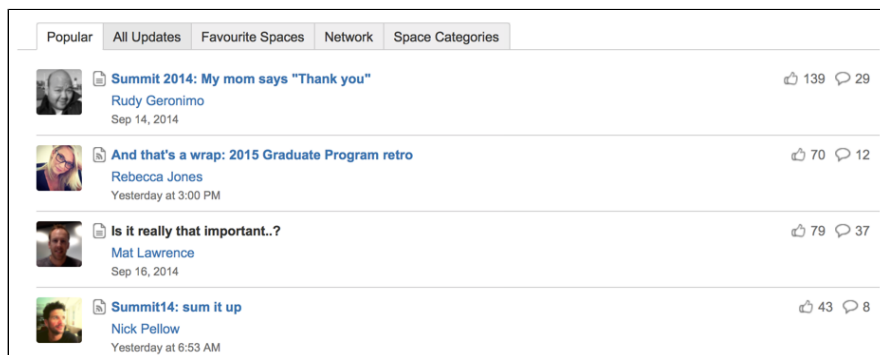 Popular All Updates Favourite Spaces Network Space Categories
Summit 2014: My mom says "Thank you" 139 29
Rudy Geronimo
Sep 14, 2014
And that's a wrap: 2015 Graduate Program retro 70 12
Rebecca Jones
Yesterday at 3:00 PM
Is it really that important..? 79 37
Mat Lawrence
Sep 16, 2014
Summit14: sum it up 43 8
Nick Pellow
Yesterday at 6:53 AM